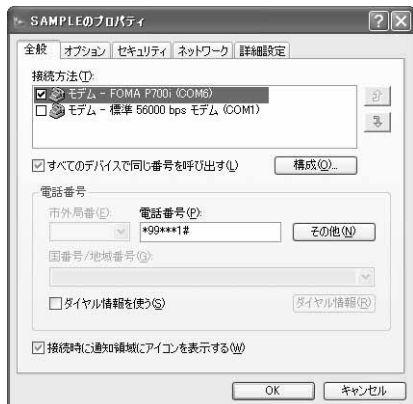 SAMPLEのプロパティ
全般 オプション セキュリティ ネットワーク 詳細設定
接続方法(T):
モデム - FOMA P700i (COM6)
モデム - 標準 56000 bps モデム (COM1)
すべてのデバイスで同じ番号を呼び出す(L) 構成(O)...
電話番号
市外局番(E): 電話番号(P):
*99***1# その他(N)
国番号/地域番号(G):
ダイヤル情報を使う(S) ダイヤル情報(R)
接続時に通知領域にアイコンを表示する(W)
OK キャンセル